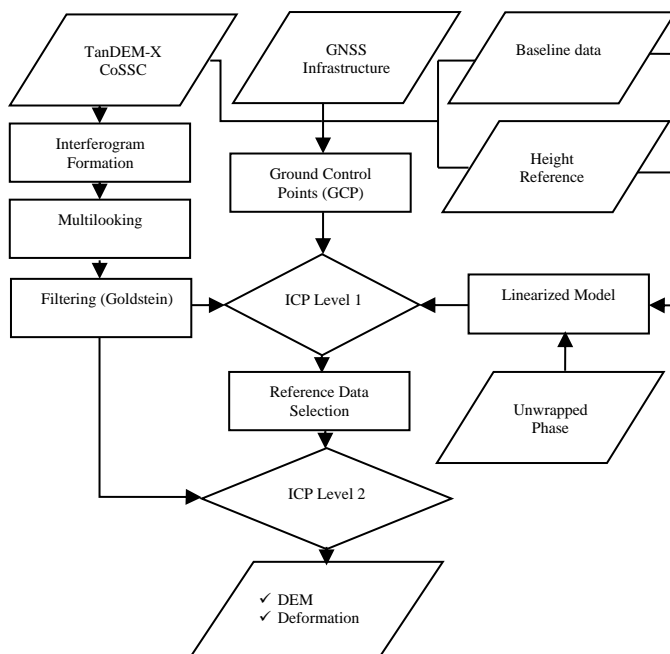 TanDEM-X
CoSSC
GNSS
Infrastructure
Baseline data
Interferogram
Formation
Ground Control
Points (GCP)
Height
Reference
Multilooking
Filtering (Goldstein)
ICP Level 1
Linearized Model
Reference Data
Selection
Unwrapped
Phase
ICP Level 2
✓ DEM
✓ Deformation